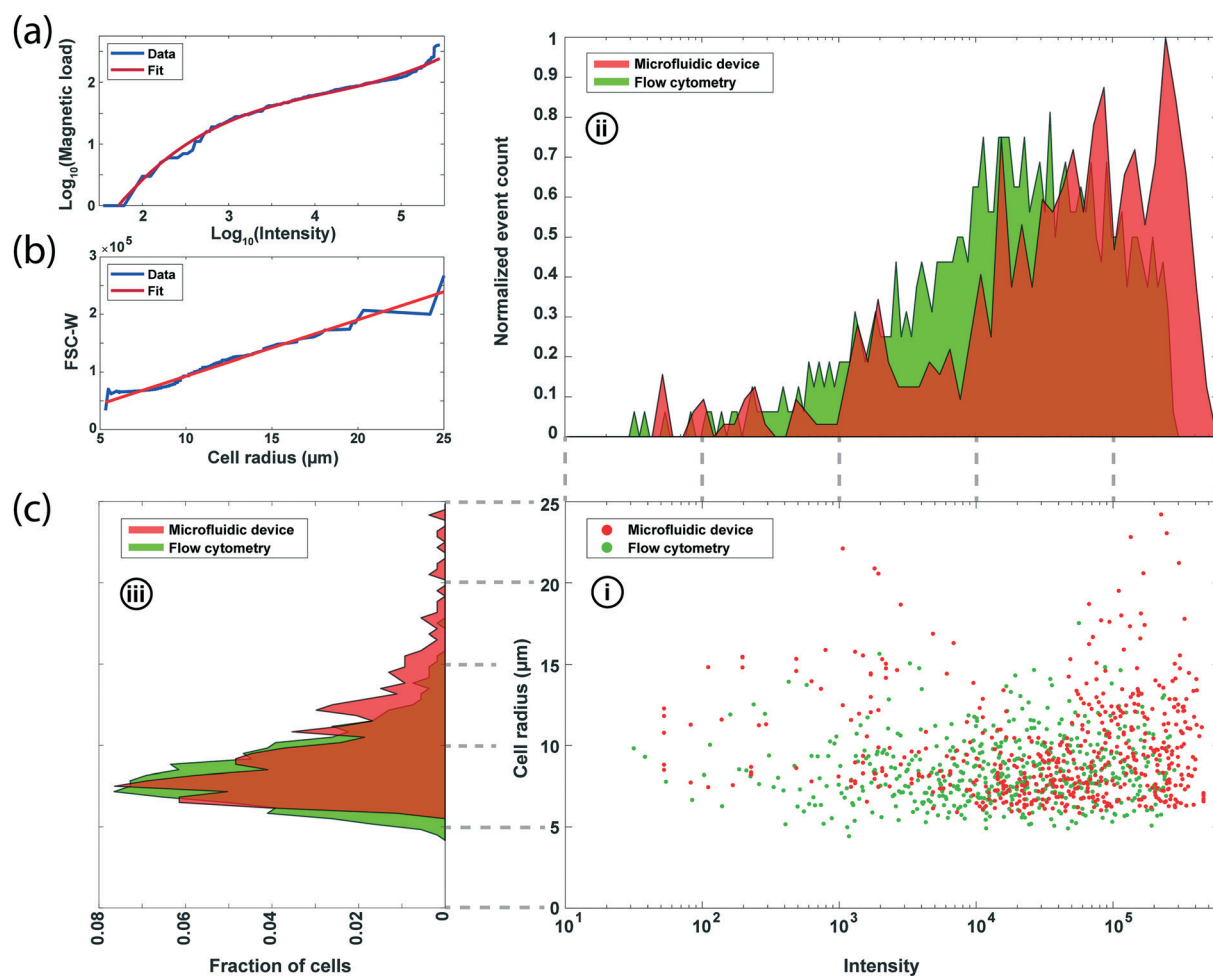 (a)
Data
Fit
Log10(Magnetic load)
2
1
0
2
3
4
5
Log10(Intensity)
(b)
3 ×10^5
2
1
0
Data
Fit
FSC-W
5
10
15
20
25
Cell radius (μm)
Microfluidic device
Flow cytometry
ii
Normalized event count
1
0.9
0.8
0.7
0.6
0.5
0.4
0.3
0.2
0.1
0
(c)
Microfluidic device
Flow cytometry
iii
0.08
0.06
0.04
0.02
0
Fraction of cells
Microfluidic device
Flow cytometry
i
Cell radius (μm)
25
20
15
10
5
0
10^1
10^2
10^3
10^4
10^5
Intensity